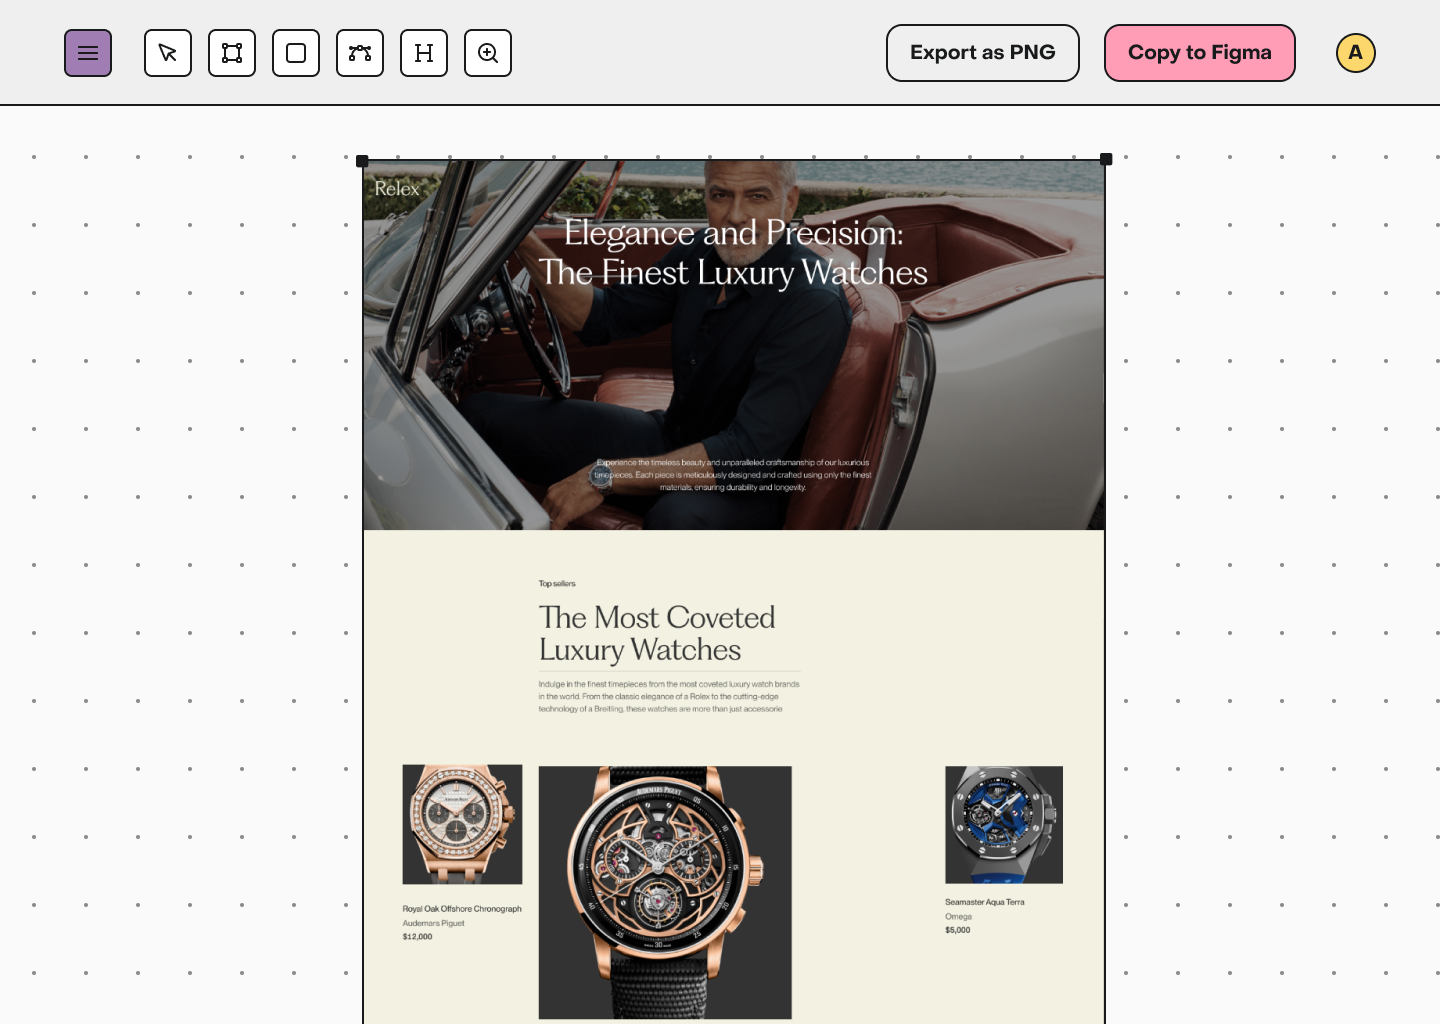 Export as PNG
Copy to Figma
A
Relex
Elegance and Precision:
The Finest Luxury Watches
Experience the timeless beauty and unparalleled craftsmanship of our luxurious
timepieces. Each piece is meticulously designed and crafted using only the finest
materials, ensuring durability and longevity.
Top sellers
The Most Coveted
Luxury Watches
Indulge in the finest timepieces from the most coveted luxury watch brands
in the world. From the classic elegance of a Rolex to the cutting-edge
technology of a Breitling, these watches are more than just accessorie
AUDEMARS PIGUET
Royal Oak Offshore Chronograph
Audemars Piguet
$12,000
Seamaster Aqua Terra
Omega
$5,000